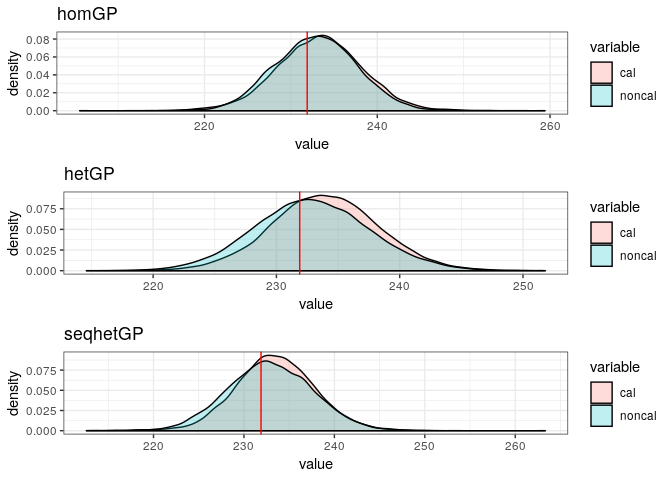 homGP
density
0.08
0.06
0.04
0.02
0.00
220
240
260
value
variable
cal
noncal
hetGP
density
0.075
0.050
0.025
0.000
220
230
240
250
value
variable
cal
noncal
seqhetGP
density
0.075
0.050
0.025
0.000
220
230
240
250
260
value
variable
cal
noncal